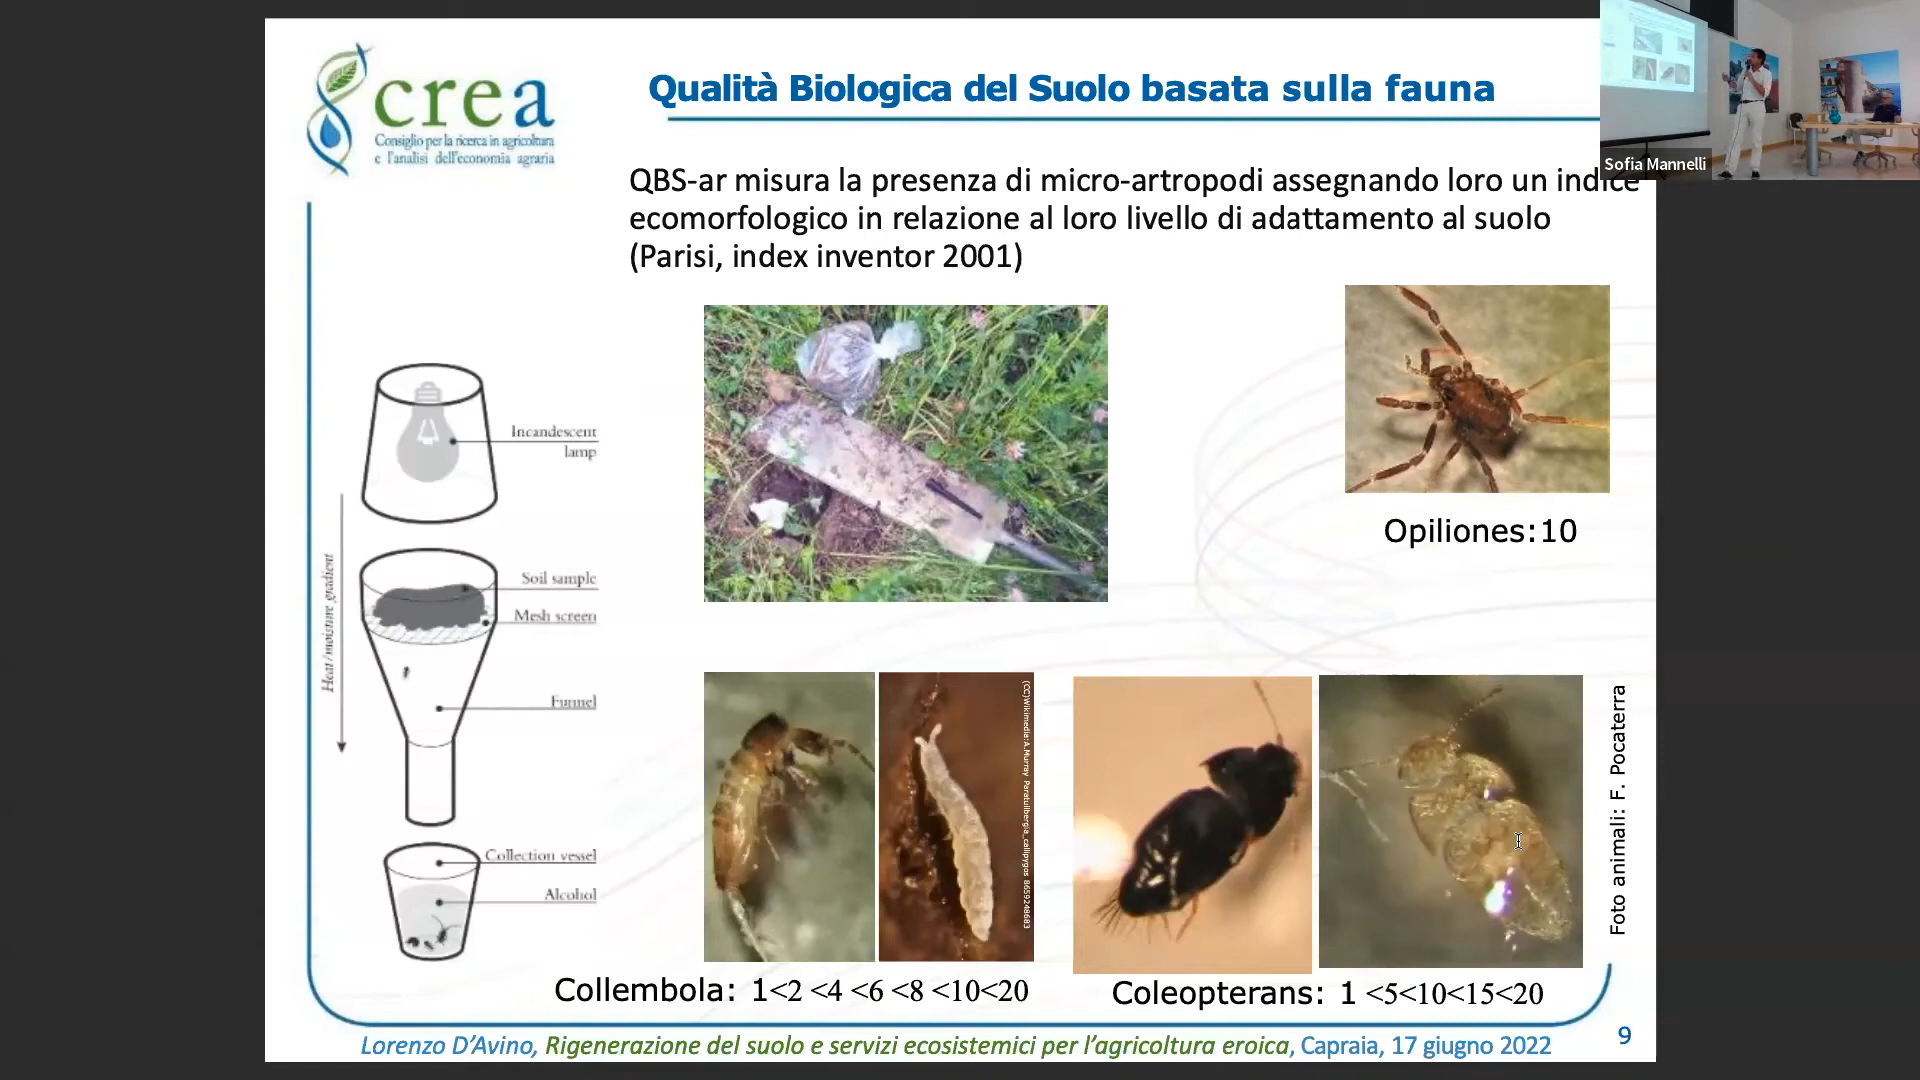 crea
Consiglio per la ricerca in agricoltura
e l'analisi dell'economia agraria
Qualità Biologica del Suolo basata sulla fauna
Sofia Mannelli
QBS-ar misura la presenza di micro-artropodi assegnando loro un indice
ecomorfologico in relazione al loro livello di adattamento al suolo
(Parisi, index inventor 2001)
Incandescent
lamp
Soil sample
Mesh screen
Heat/moisture gradient
Funnel
Collection vessel
Alcohol
Opiliones:10
(CC)Wikimedia:A.Murray Paratullbergia_callipygos 8659248683
Foto animali: F. Pocaterra
Collembola: 1<2 <4 <6 <8 <10<20
Coleopterans: 1 <5<10<15<20
Lorenzo D'Avino, Rigenerazione del suolo e servizi ecosistemici per l'agricoltura eroica, Capraia, 17 giugno 2022
9